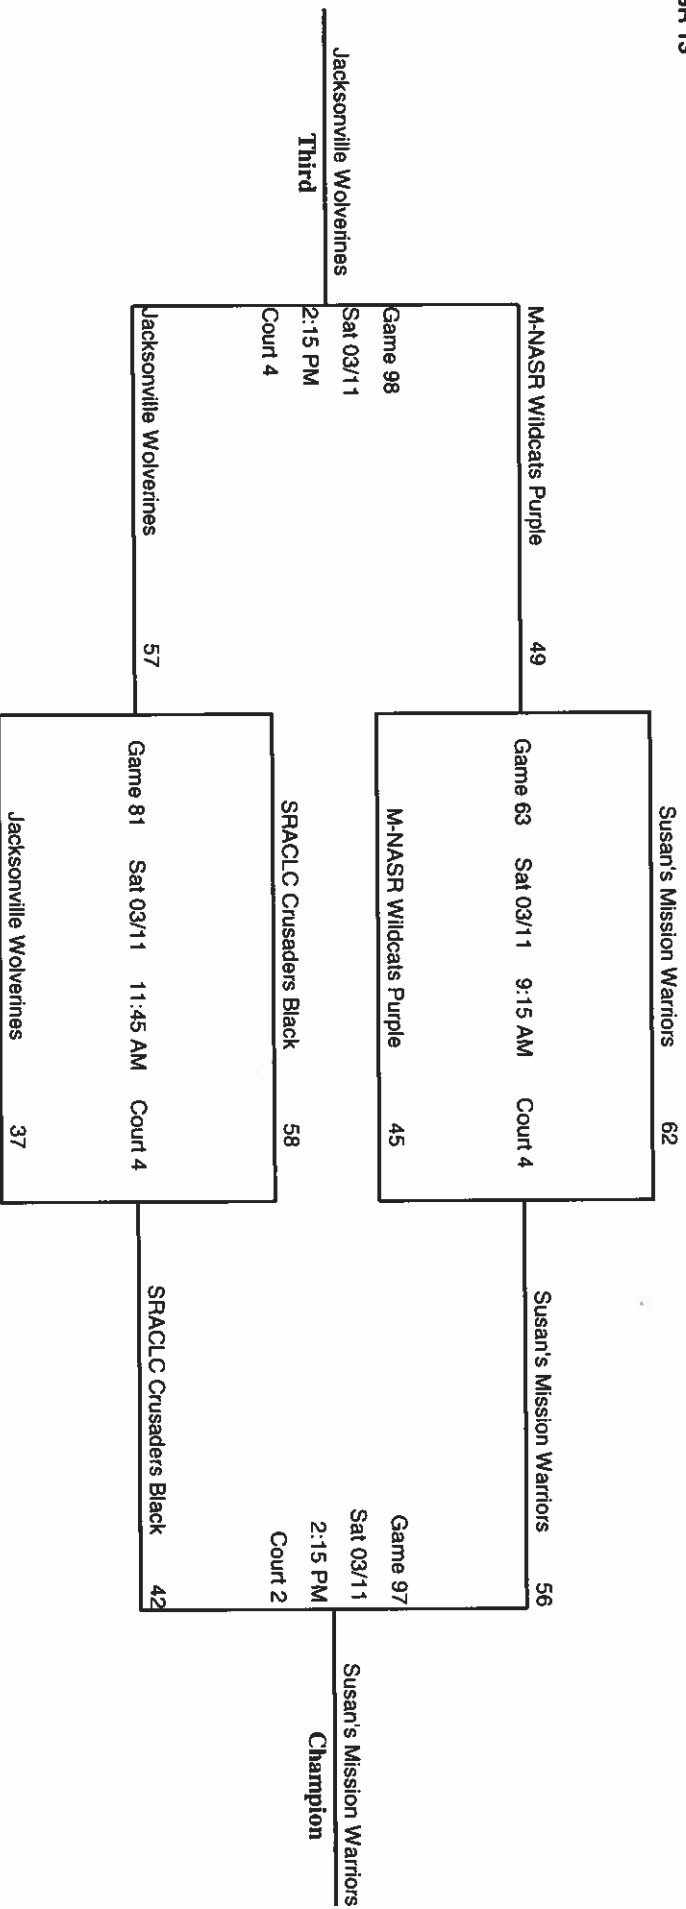 Susan's Mission Warriors 62
M-NASR Wildcats Purple 49
Game 63 Sat 03/11 9:15 AM Court 4
Susan's Mission Warriors 56
M-NASR Wildcats Purple 45
Game 98
Sat 03/11
2:15 PM
Court 4
Game 97
Sat 03/11
2:15 PM
Court 2
Jacksonville Wolverines
Third
Susan's Mission Warriors
Champion
SRACLC Crusaders Black 58
Jacksonville Wolverines 57
Game 81 Sat 03/11 11:45 AM Court 4
SRACLC Crusaders Black 42
Jacksonville Wolverines 37